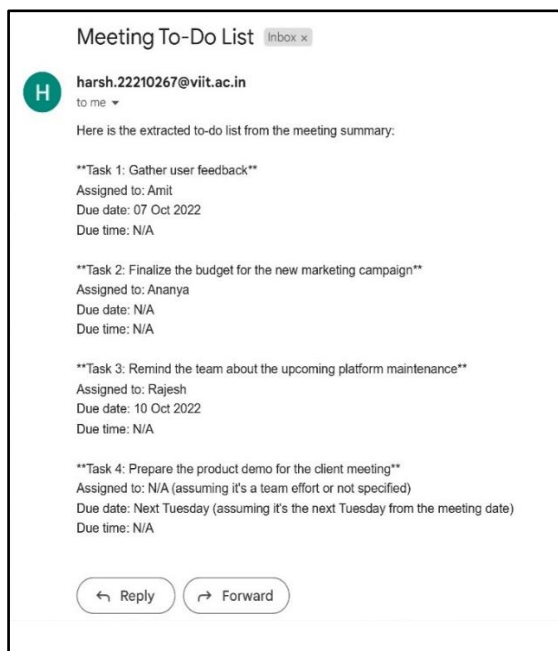 Meeting To-Do List Inbox ×
H
harsh.22210267@viit.ac.in
to me
Here is the extracted to-do list from the meeting summary:
**Task 1: Gather user feedback**
Assigned to: Amit
Due date: 07 Oct 2022
Due time: N/A
**Task 2: Finalize the budget for the new marketing campaign**
Assigned to: Ananya
Due date: N/A
Due time: N/A
**Task 3: Remind the team about the upcoming platform maintenance**
Assigned to: Rajesh
Due date: 10 Oct 2022
Due time: N/A
**Task 4: Prepare the product demo for the client meeting**
Assigned to: N/A (assuming it's a team effort or not specified)
Due date: Next Tuesday (assuming it's the next Tuesday from the meeting date)
Due time: N/A
Reply Forward